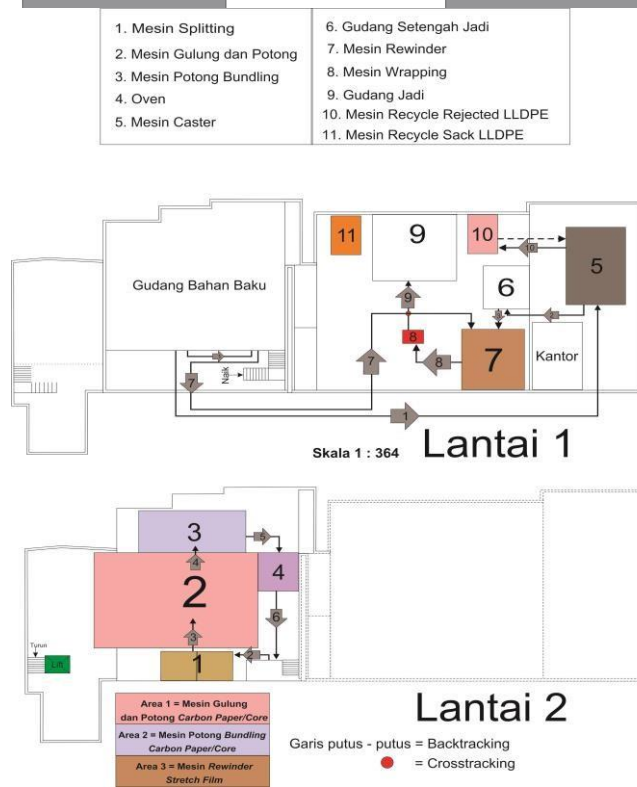 1. Mesin Splitting
2. Mesin Gulung dan Potong
3. Mesin Potong Bundling
4. Oven
5. Mesin Caster
6. Gudang Setengah Jadi
7. Mesin Rewinder
8. Mesin Wrapping
9. Gudang Jadi
10. Mesin Recycle Rejected LLDPE
11. Mesin Recycle Sack LLDPE
Gudang Bahan Baku
11
9
10
10
5
6
9
2
7
8
8
7
Kantor
7
Naik
1
Skala 1 : 364
Lantai 1
3
5
4
4
2
6
3
2
1
Turun
Lift
Area 1 = Mesin Gulung
dan Potong Carbon Paper/Core
Area 2 = Mesin Potong Bundling
Carbon Paper/Core
Area 3 = Mesin Rewinder
Stretch Film
Lantai 2
Garis putus - putus = Backtracking
= Crosstracking